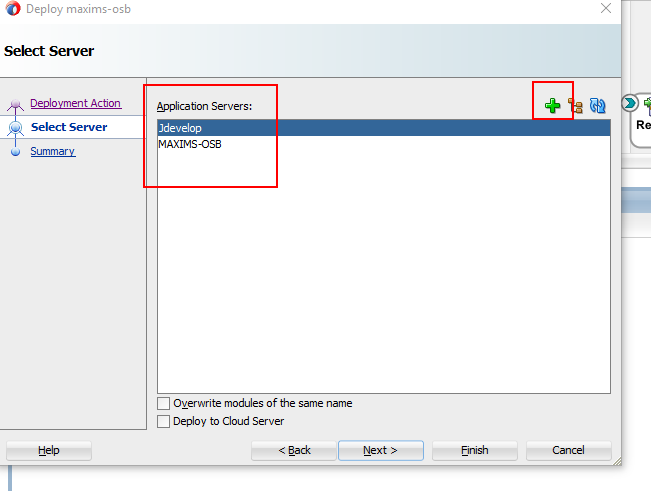 Deploy maxims-osb
Select Server
Deployment Action
Select Server
Summary
Application Servers:
Jdevelop
MAXIMS-OSB
Overwrite modules of the same name
Deploy to Cloud Server
Help
< Back
Next >
Finish
Cancel
Re